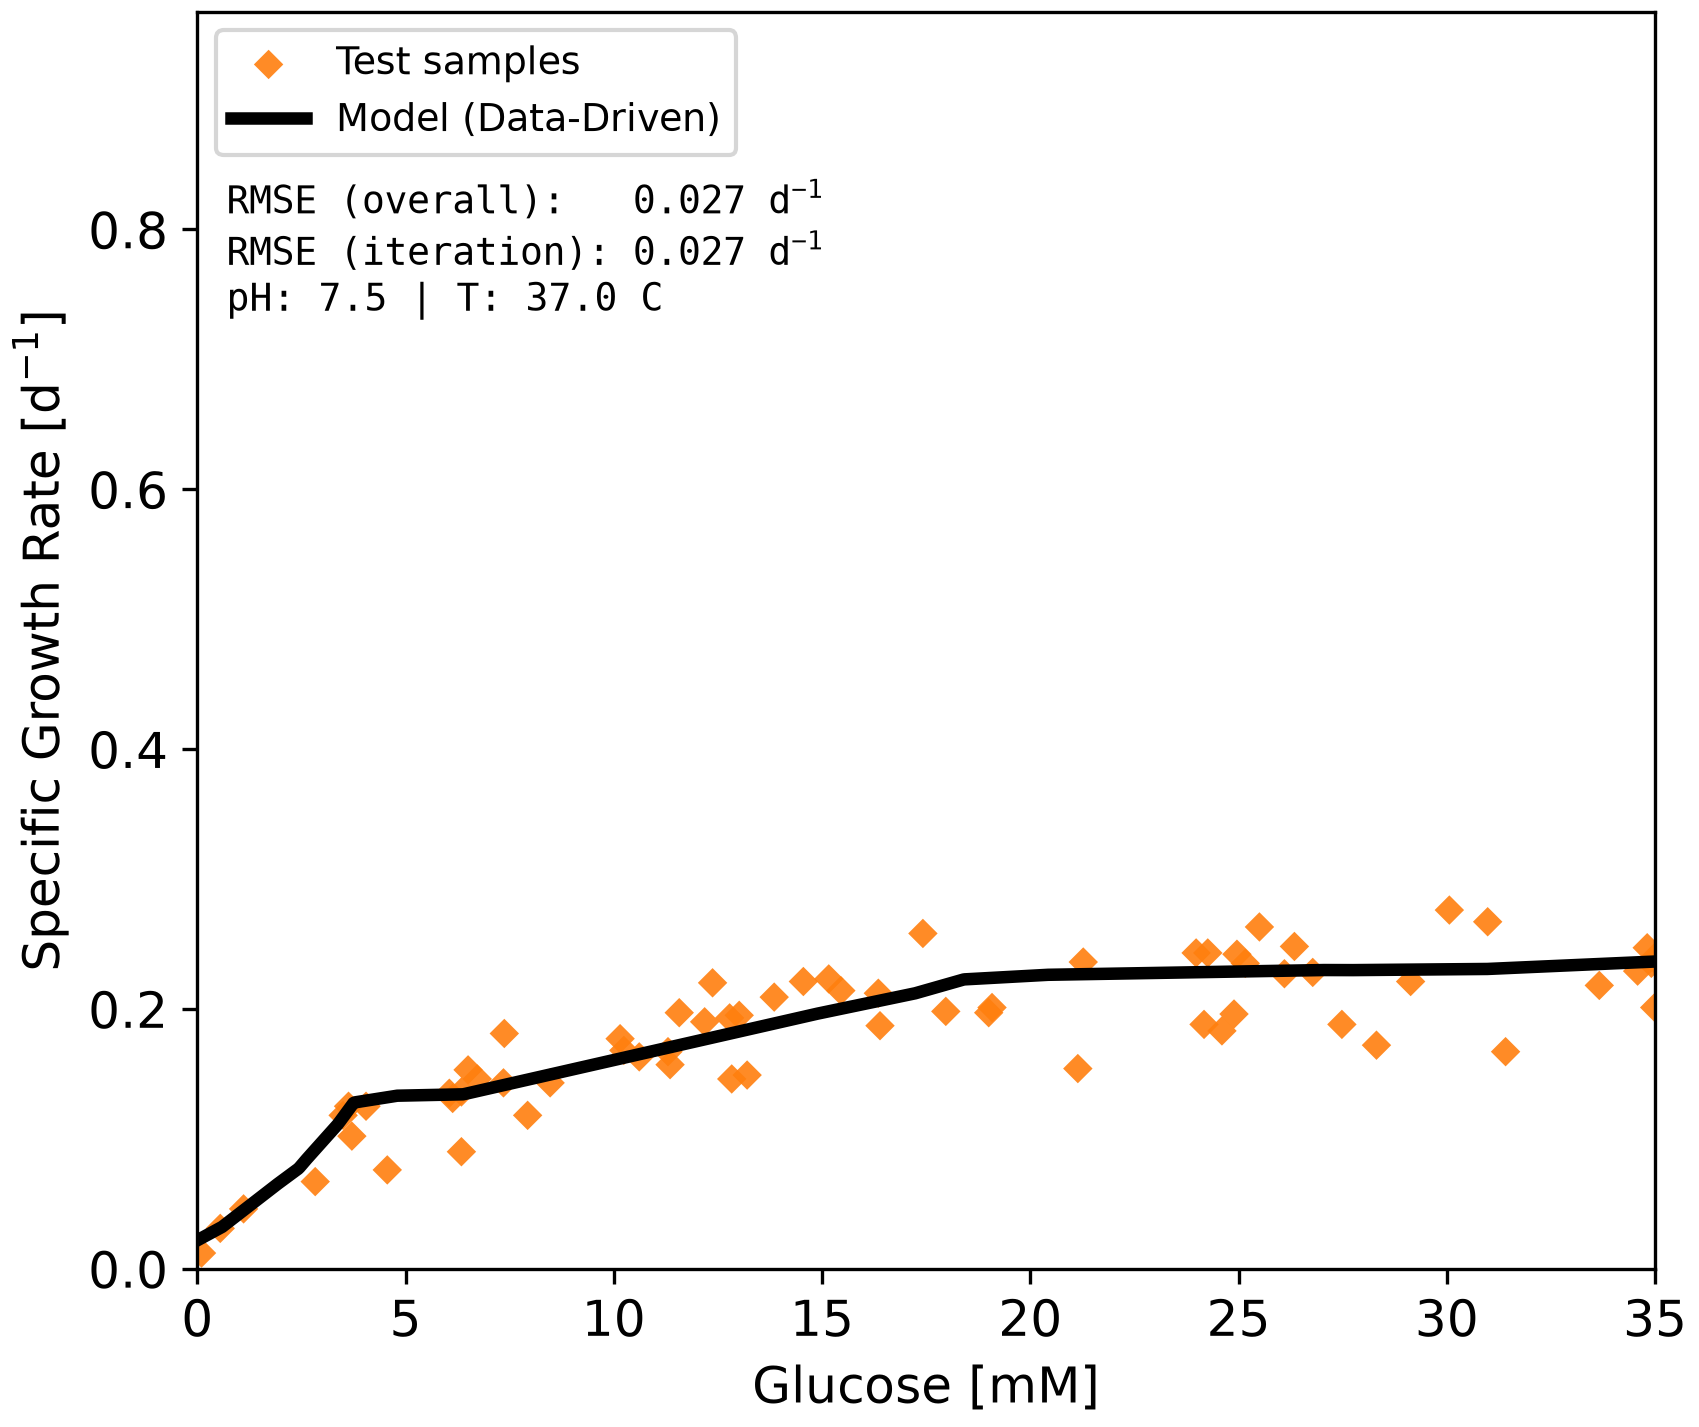 Test samples
Model (Data-Driven)
RMSE (overall):   0.027 d⁻¹
RMSE (iteration): 0.027 d⁻¹
pH: 7.5 | T: 37.0 C
Specific Growth Rate [d⁻¹]
0.8
0.6
0.4
0.2
0.0
0 5 10 15 20 25 30 35
Glucose [mM]